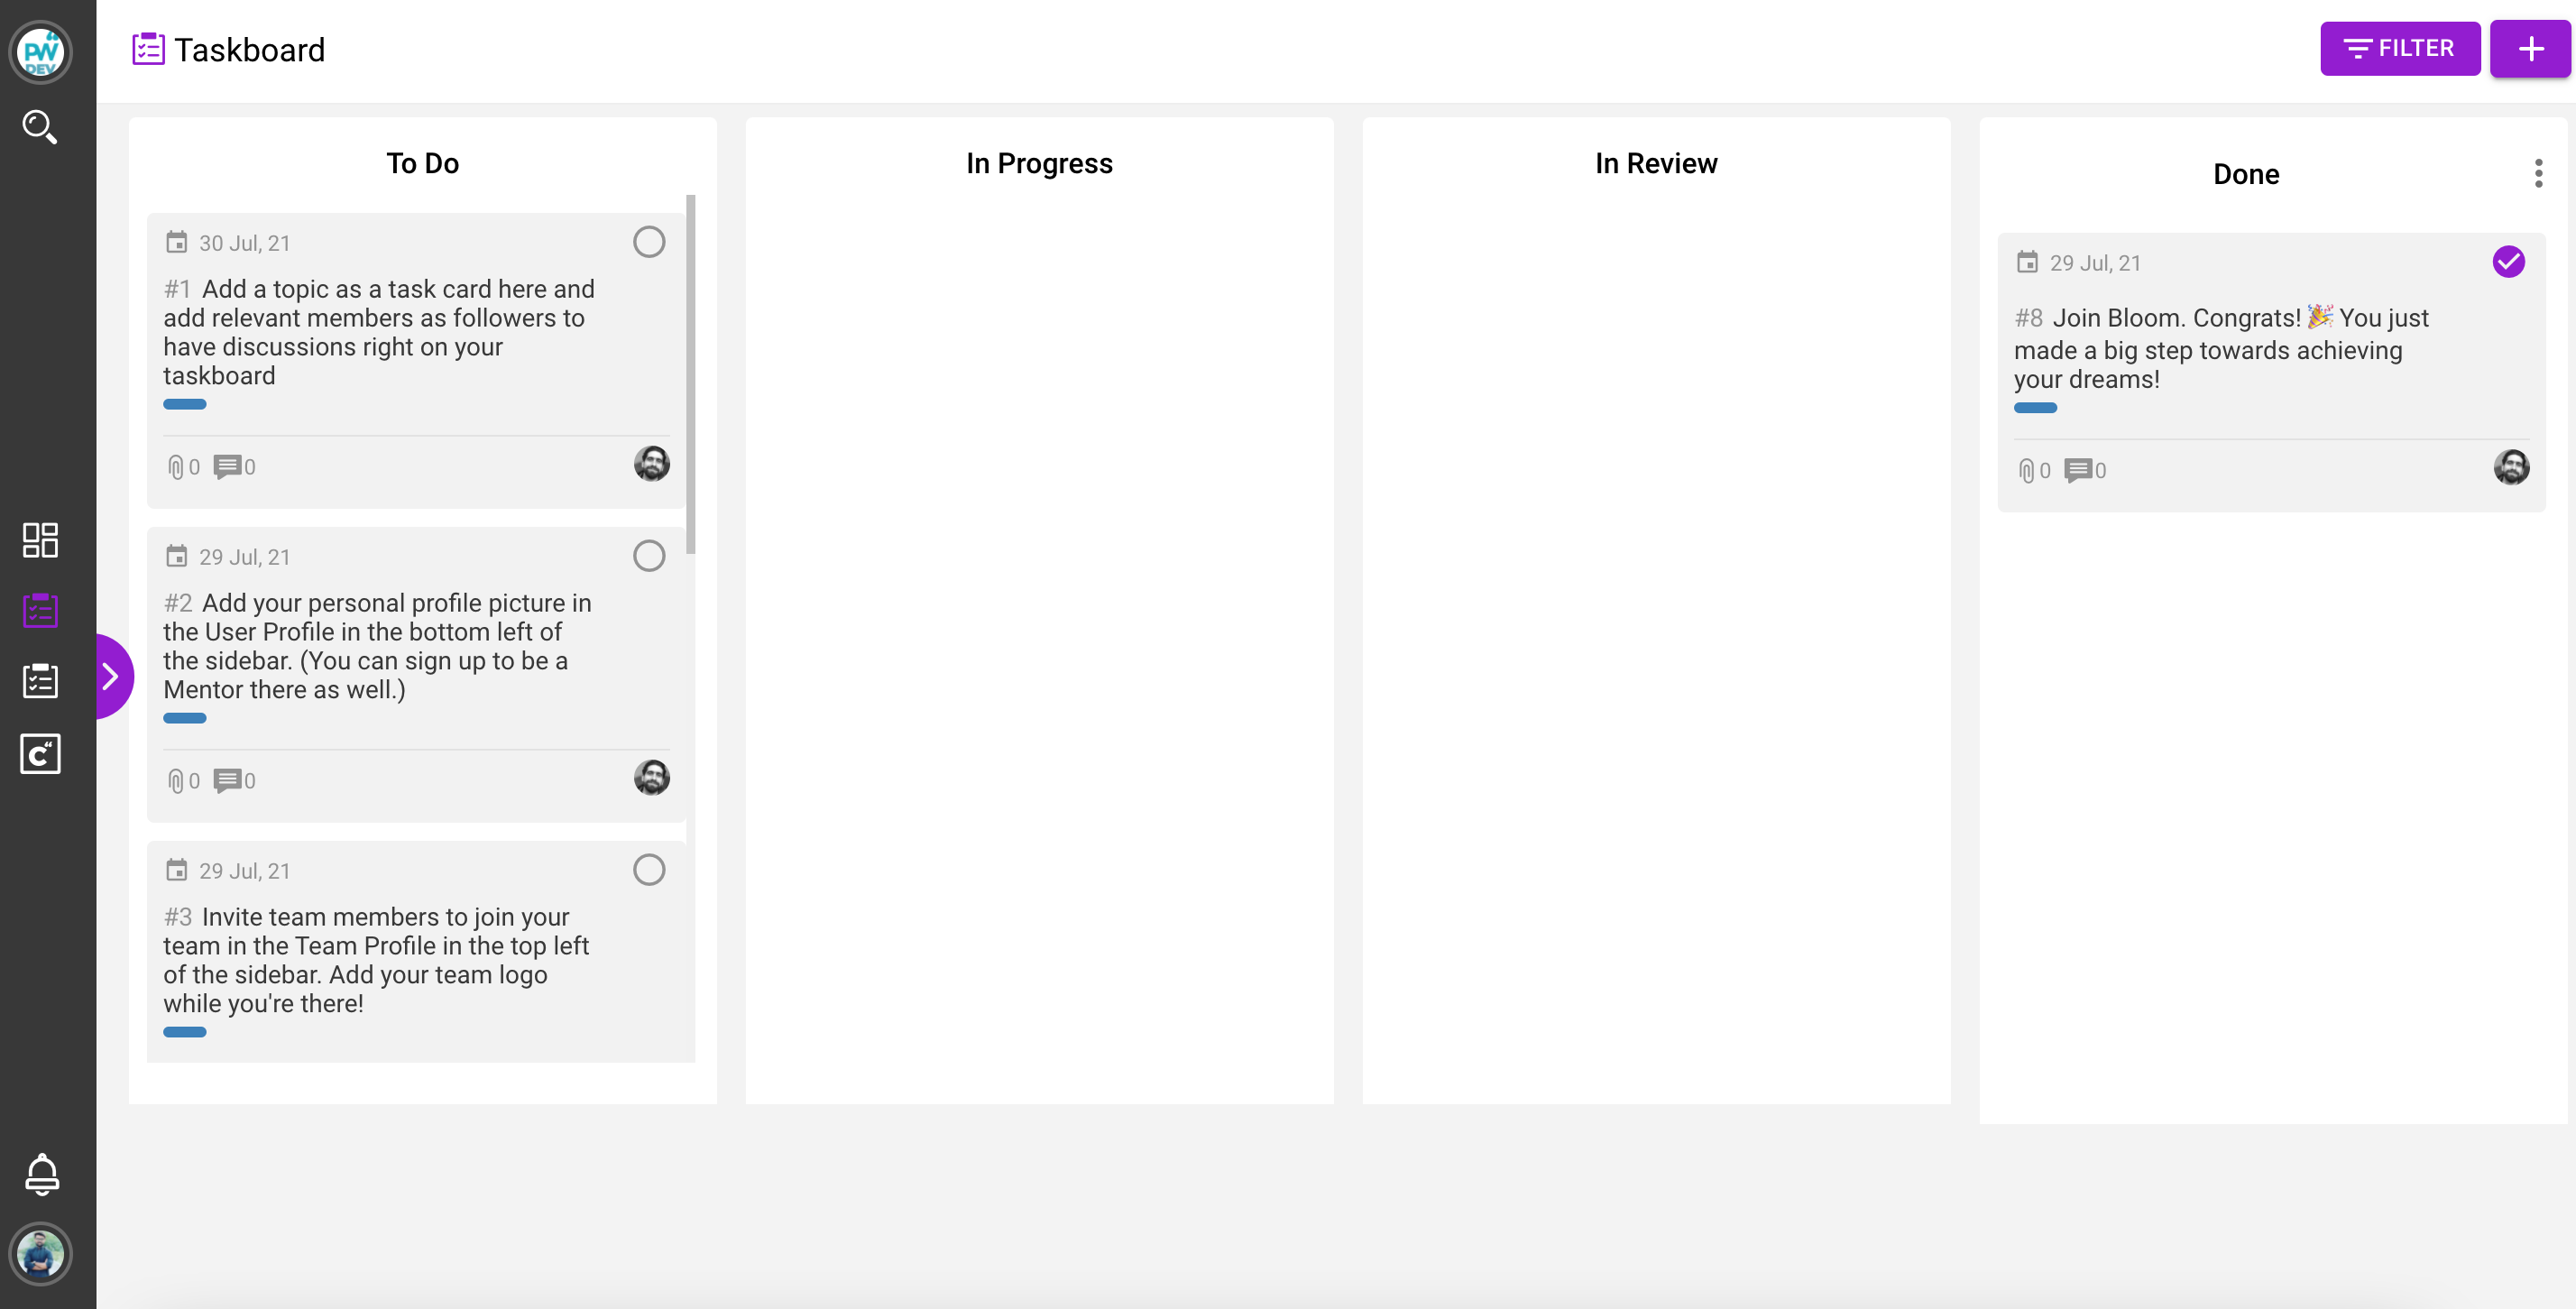 PW
DEV
Taskboard
FILTER
To Do
In Progress
In Review
Done
30 Jul, 21
#1 Add a topic as a task card here and
add relevant members as followers to
have discussions right on your
taskboard
0 0
29 Jul, 21
#2 Add your personal profile picture in
the User Profile in the bottom left of
the sidebar. (You can sign up to be a
Mentor there as well.)
0 0
29 Jul, 21
#3 Invite team members to join your
team in the Team Profile in the top left
of the sidebar. Add your team logo
while you're there!
29 Jul, 21
#8 Join Bloom. Congrats! 🎉 You just
made a big step towards achieving
your dreams!
0 0
C